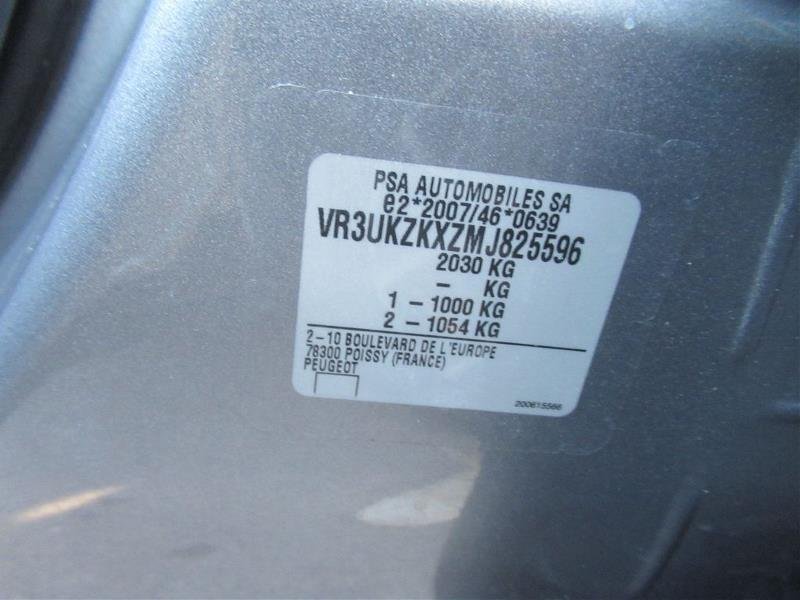 PSA AUTOMOBILES SA
e2*2007/46*0639
VR3UKZKXZMJ825596
2030 KG
- KG
1 - 1000 KG
2 - 1054 KG
2-10 BOULEVARD DE L'EUROPE
78300 POISSY (FRANCE)
PEUGEOT
200615566